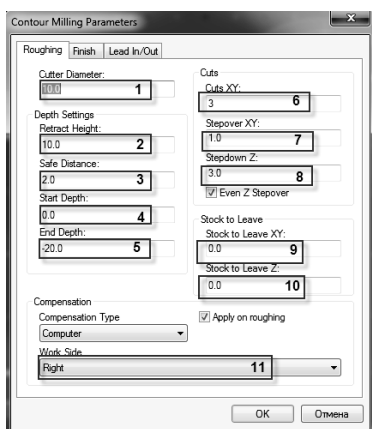 Contour Milling Parameters
Roughing Finish Lead In/Out
Cutter Diameter:
10.0 1
Depth Settings
Retract Height:
10.0 2
Safe Distance:
2.0 3
Start Depth:
0.0 4
End Depth:
-20.0 5
Cuts
Cuts XY:
3 6
Stepover XY:
1.0 7
Stepdown Z:
3.0 8
Even Z Stepover
Stock to Leave
Stock to Leave XY:
0.0 9
Stock to Leave Z:
0.0 10
Compensation
Compensation Type
Computer
Apply on roughing
Work Side
Right 11
OK Отмена